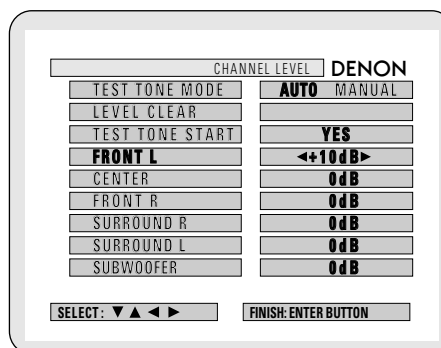 CHANNEL LEVEL DENON
TEST TONE MODE AUTO MANUAL
LEVEL CLEAR
TEST TONE START YES
FRONT L ◄+10dB►
CENTER 0dB
FRONT R 0dB
SURROUND R 0dB
SURROUND L 0dB
SUBWOOFER 0dB
SELECT: ▼ ▲ ◄ ► FINISH: ENTER BUTTON